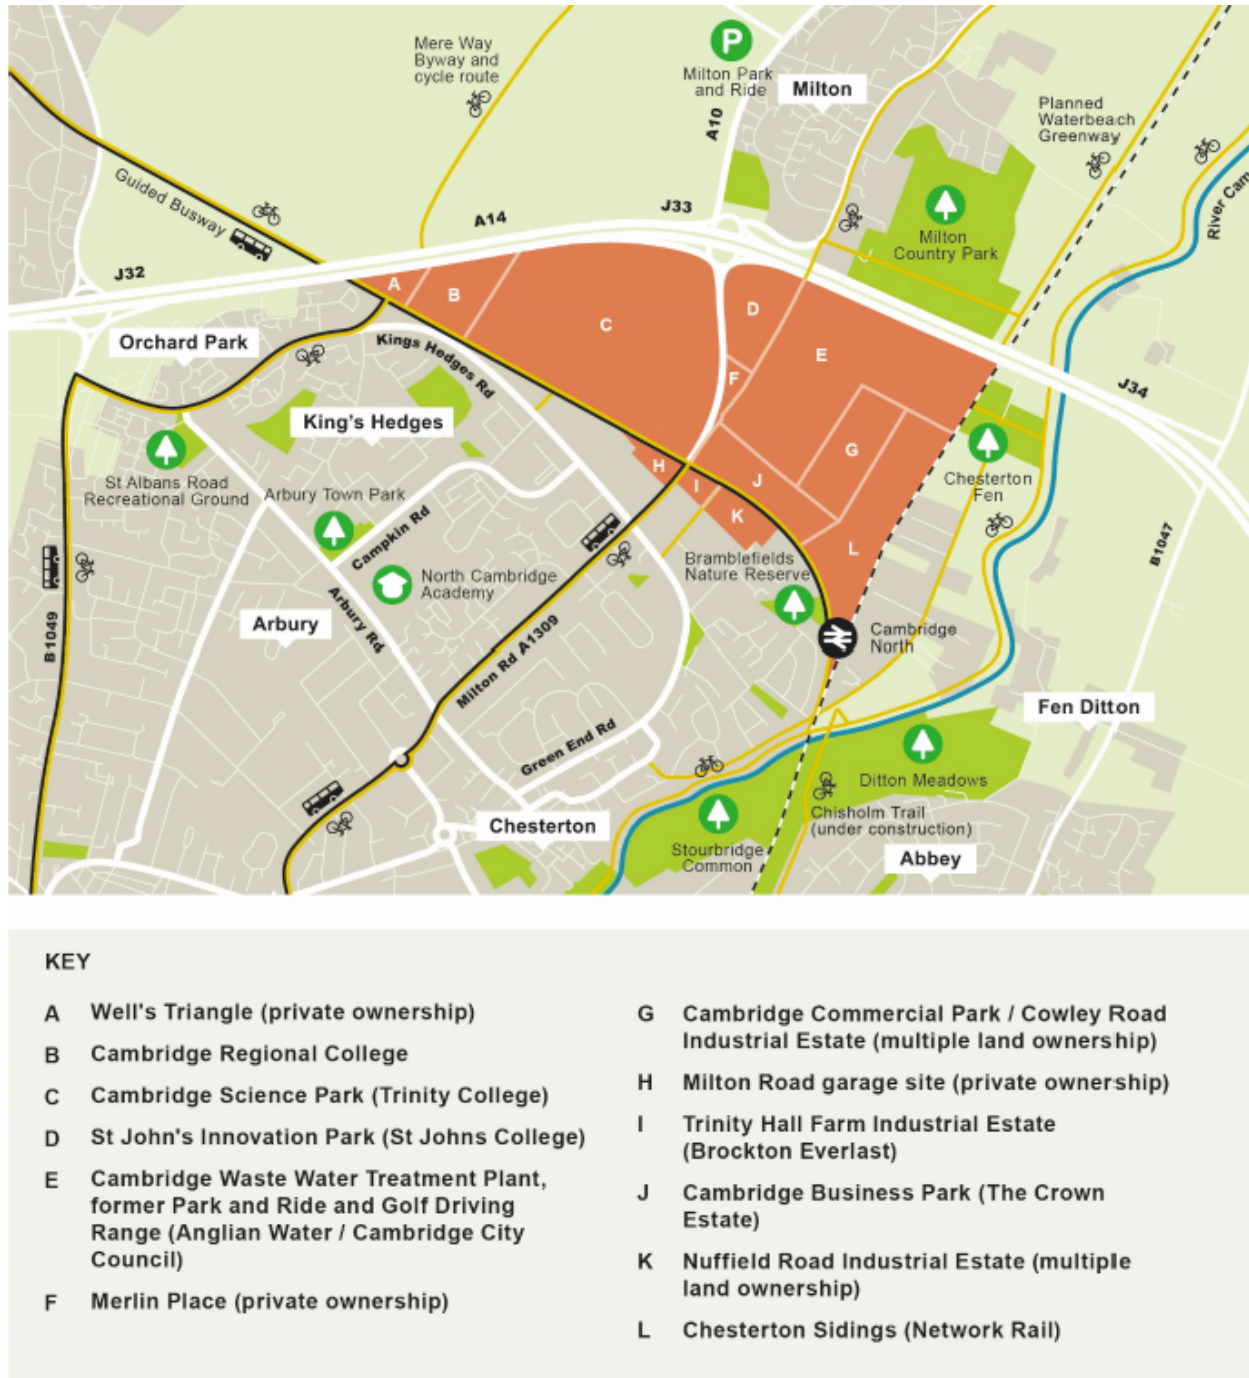 Mere Way
Byway and
cycle route
P
Milton Park
and Ride
Milton
A10
Planned
Waterbeach
Greenway
River Cam
Guided Busway
A14
J33
J32
Milton
Country Park
A
B
C
D
E
F
G
H
I
J
K
L
Orchard Park
Kings Hedges Rd
J34
King's Hedges
St Albans Road
Recreational Ground
Arbury Town Park
Campkin Rd
Chesterton
Fen
B1047
North Cambridge
Academy
Bramblefields
Nature Reserve
Arbury
Arbury Rd
B1049
Milton Rd A1309
Cambridge
North
Fen Ditton
Green End Rd
Ditton Meadows
Chisholm Trail
(under construction)
Chesterton
Stourbridge
Common
Abbey
KEY
A Well's Triangle (private ownership)
B Cambridge Regional College
C Cambridge Science Park (Trinity College)
D St John's Innovation Park (St Johns College)
E Cambridge Waste Water Treatment Plant,
former Park and Ride and Golf Driving
Range (Anglian Water / Cambridge City
Council)
F Merlin Place (private ownership)
G Cambridge Commercial Park / Cowley Road
Industrial Estate (multiple land ownership)
H Milton Road garage site (private ownership)
I Trinity Hall Farm Industrial Estate
(Brockton Everlast)
J Cambridge Business Park (The Crown
Estate)
K Nuffield Road Industrial Estate (multiple
land ownership)
L Chesterton Sidings (Network Rail)